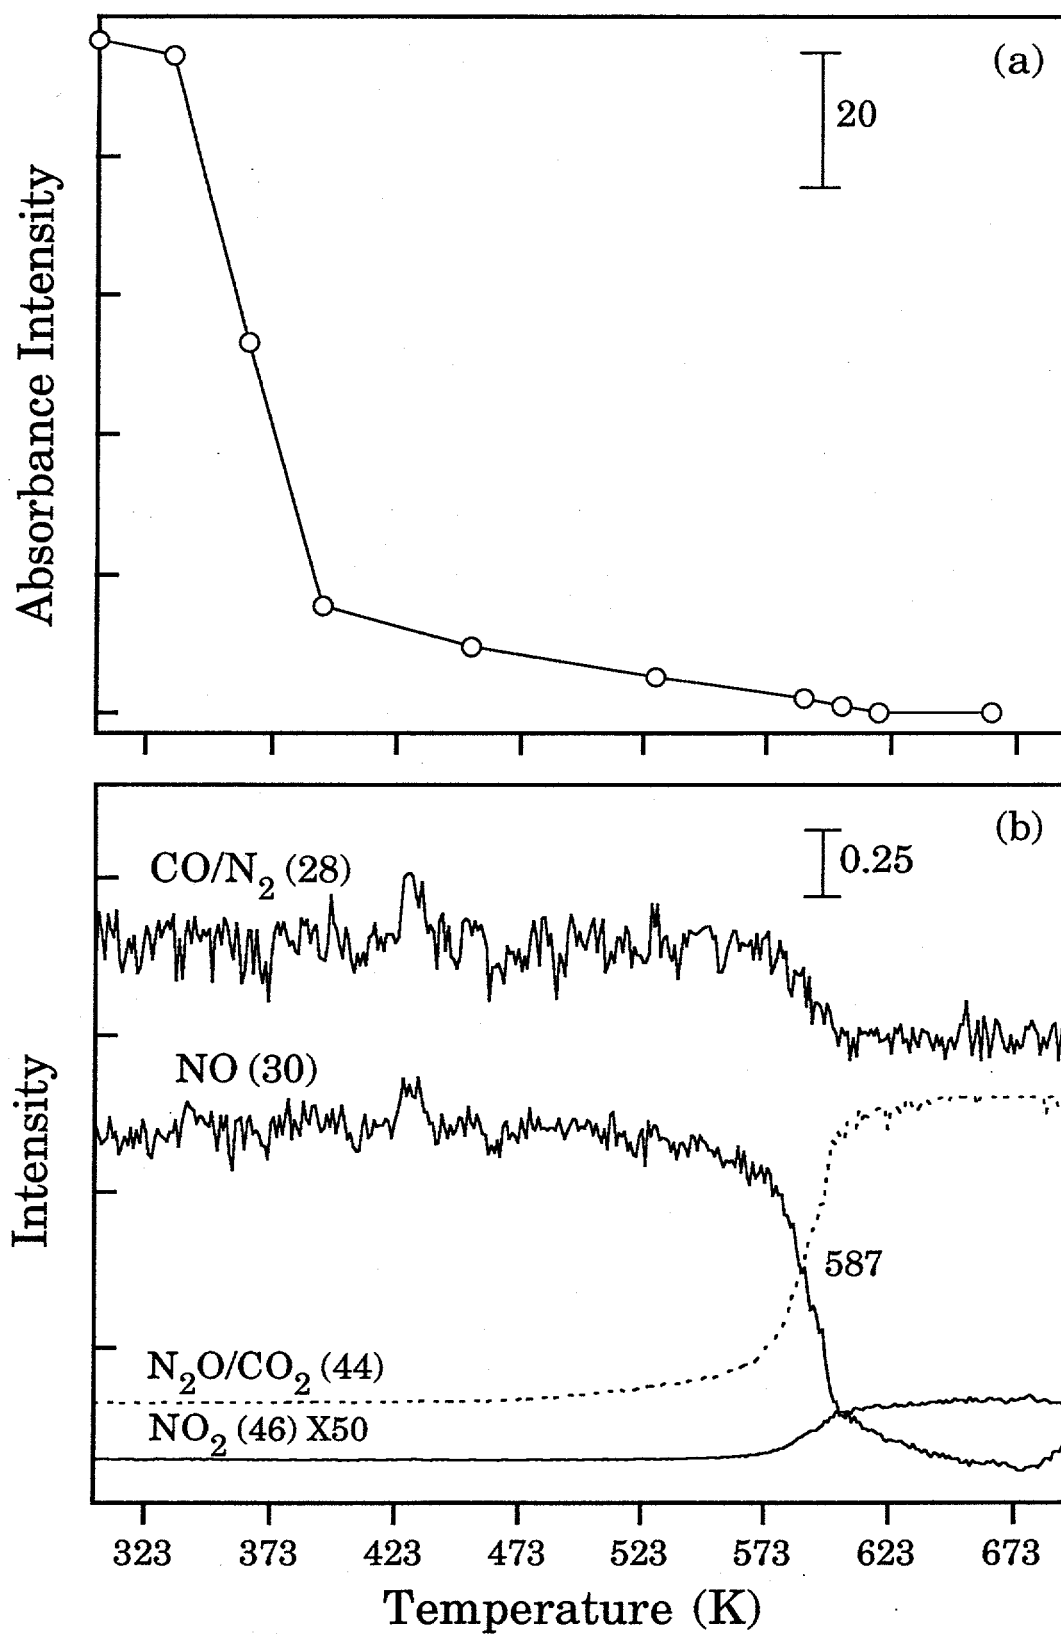 (a)
20
Absorbance Intensity
(b)
0.25
CO/N₂ (28)
NO (30)
587
N₂O/CO₂ (44)
NO₂ (46) X50
Intensity
323 373 423 473 523 573 623 673
Temperature (K)